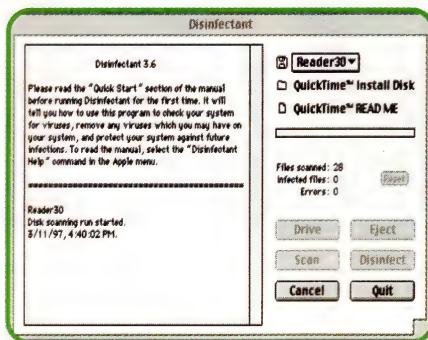 Disinfectant
Disinfectant 3.6
Please read the "Quick Start" section of the manual
before running Disinfectant for the first time. It will
tell you how to use this program to check your system
for viruses, remove any viruses which you may have on
your system, and protect your system against future
infections. To read the manual, select the "Disinfectant
Help" command in the Apple menu.
Reader30
Disk scanning run started.
3/11/97, 4:40:02 PM.
Reader30
QuickTime™ Install Disk
QuickTime™ READ ME
Files scanned: 28
Infected files: 0
Errors: 0
Reset
Drive
Eject
Scan
Disinfect
Cancel
Quit